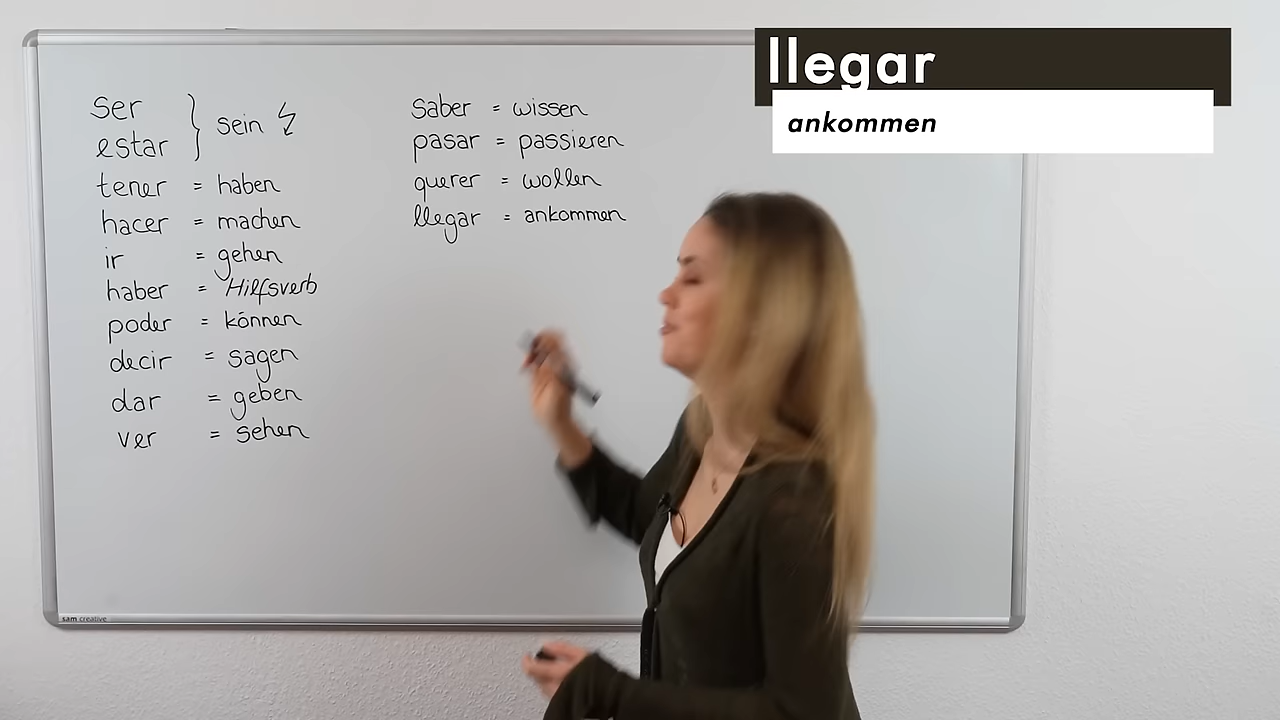 llegar
ankommen
ser
estar } sein
tener = haben
hacer = machen
ir = gehen
haber = Hilfsverb
poder = können
decir = sagen
dar = geben
ver = sehen
saber = wissen
pasar = passieren
querer = wollen
llegar = ankommen
sam creative